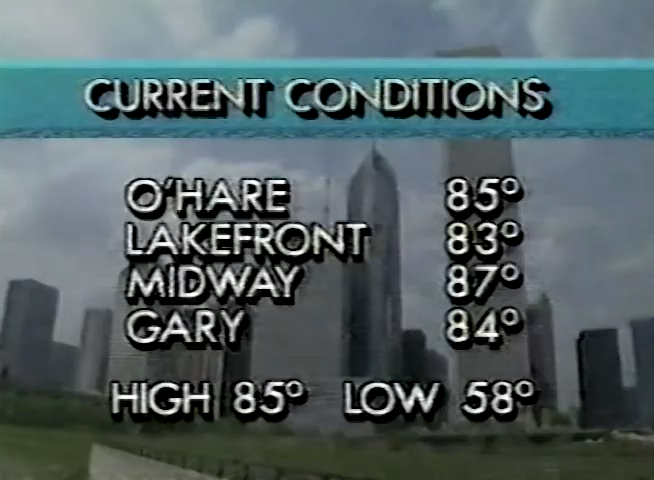 CURRENT CONDITIONS
O'HARE 85°
LAKEFRONT 83°
MIDWAY 87°
GARY 84°
HIGH 85° LOW 58°